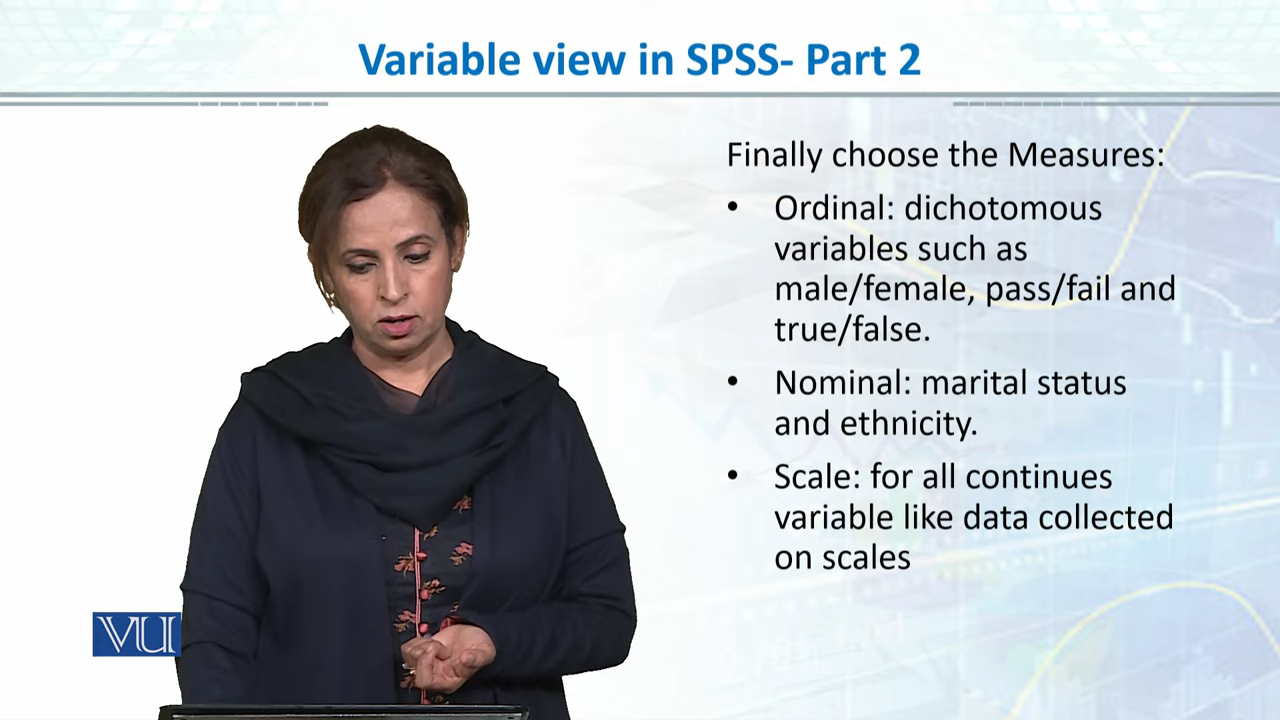 Variable view in SPSS- Part 2
Finally choose the Measures:
• Ordinal: dichotomous
variables such as
male/female, pass/fail and
true/false.
• Nominal: marital status
and ethnicity.
• Scale: for all continues
variable like data collected
on scales
VU